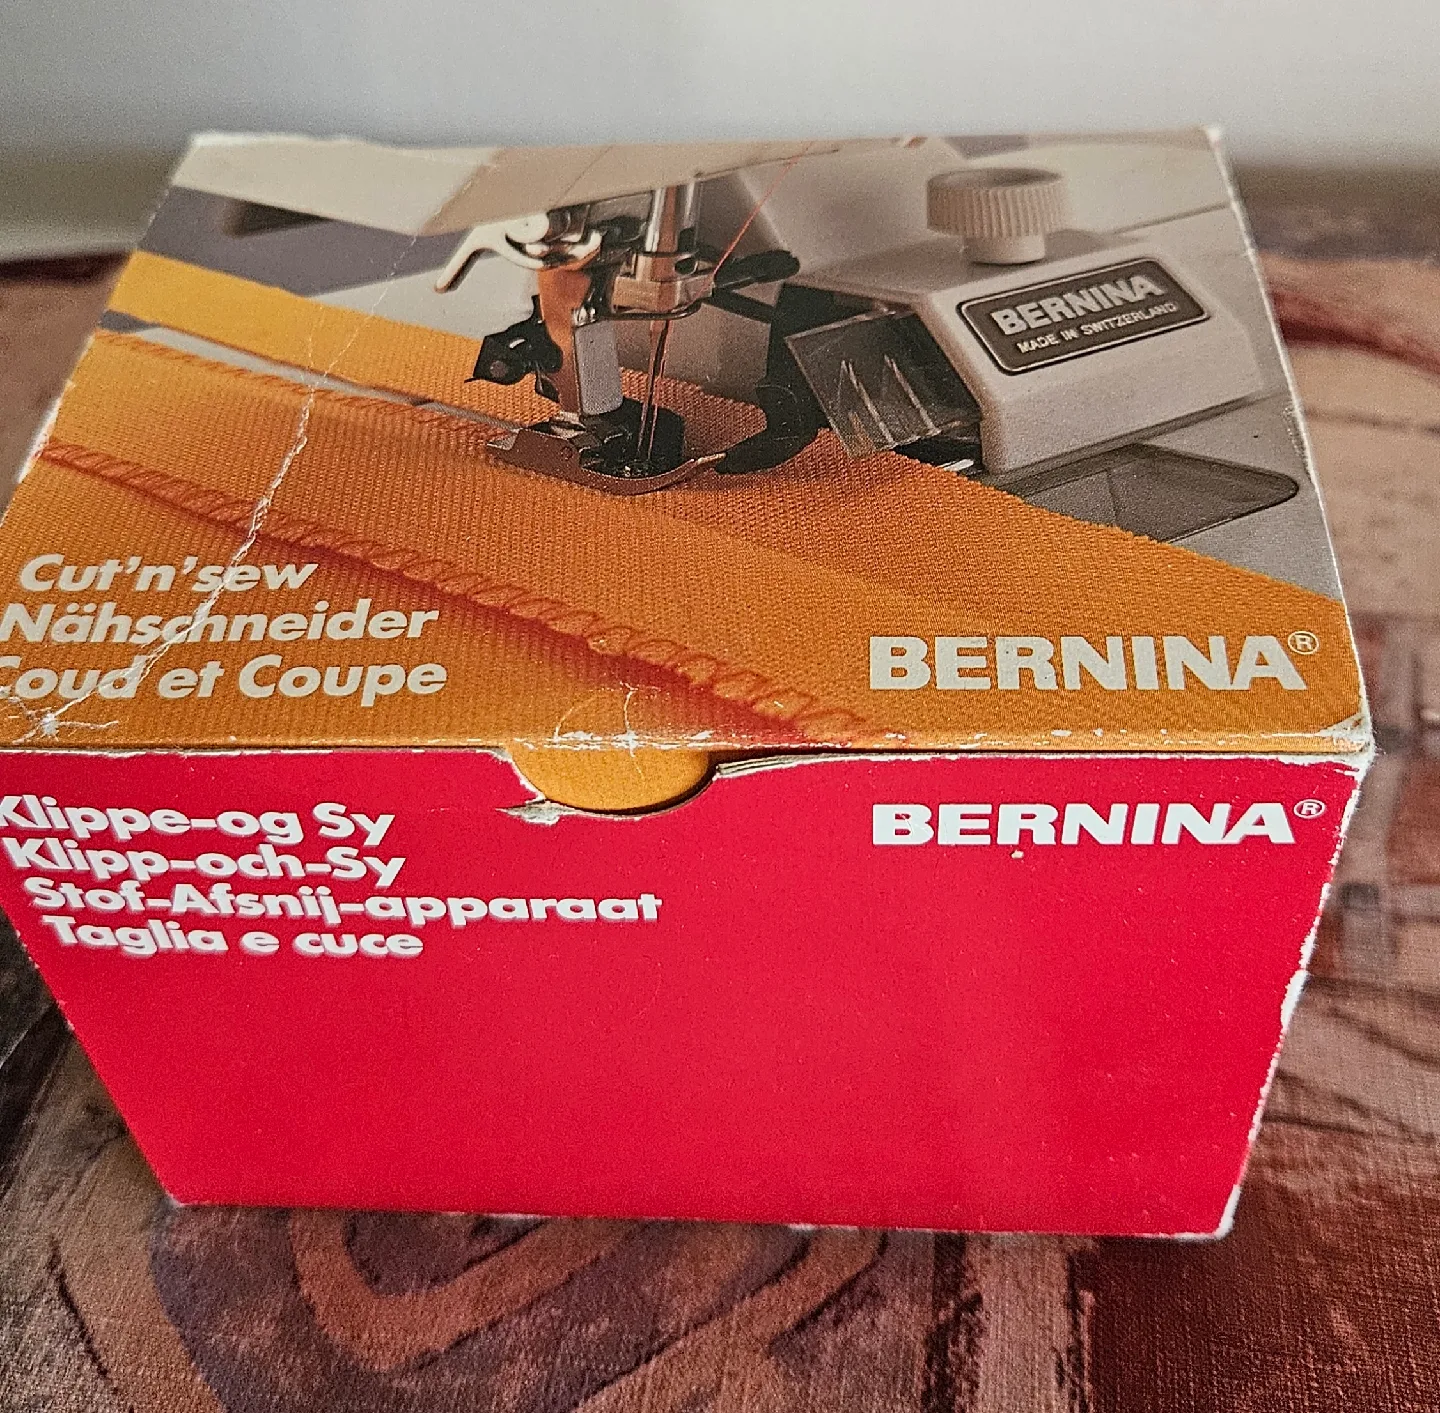 BERNINA
MADE IN SWITZERLAND
Cut'n'sew
Nähschneider
Coud et Coupe
BERNINA®
Klippe-og Sy
Klipp-och-Sy
Stof-Afsnij-apparaat
Taglia e cuce
BERNINA®